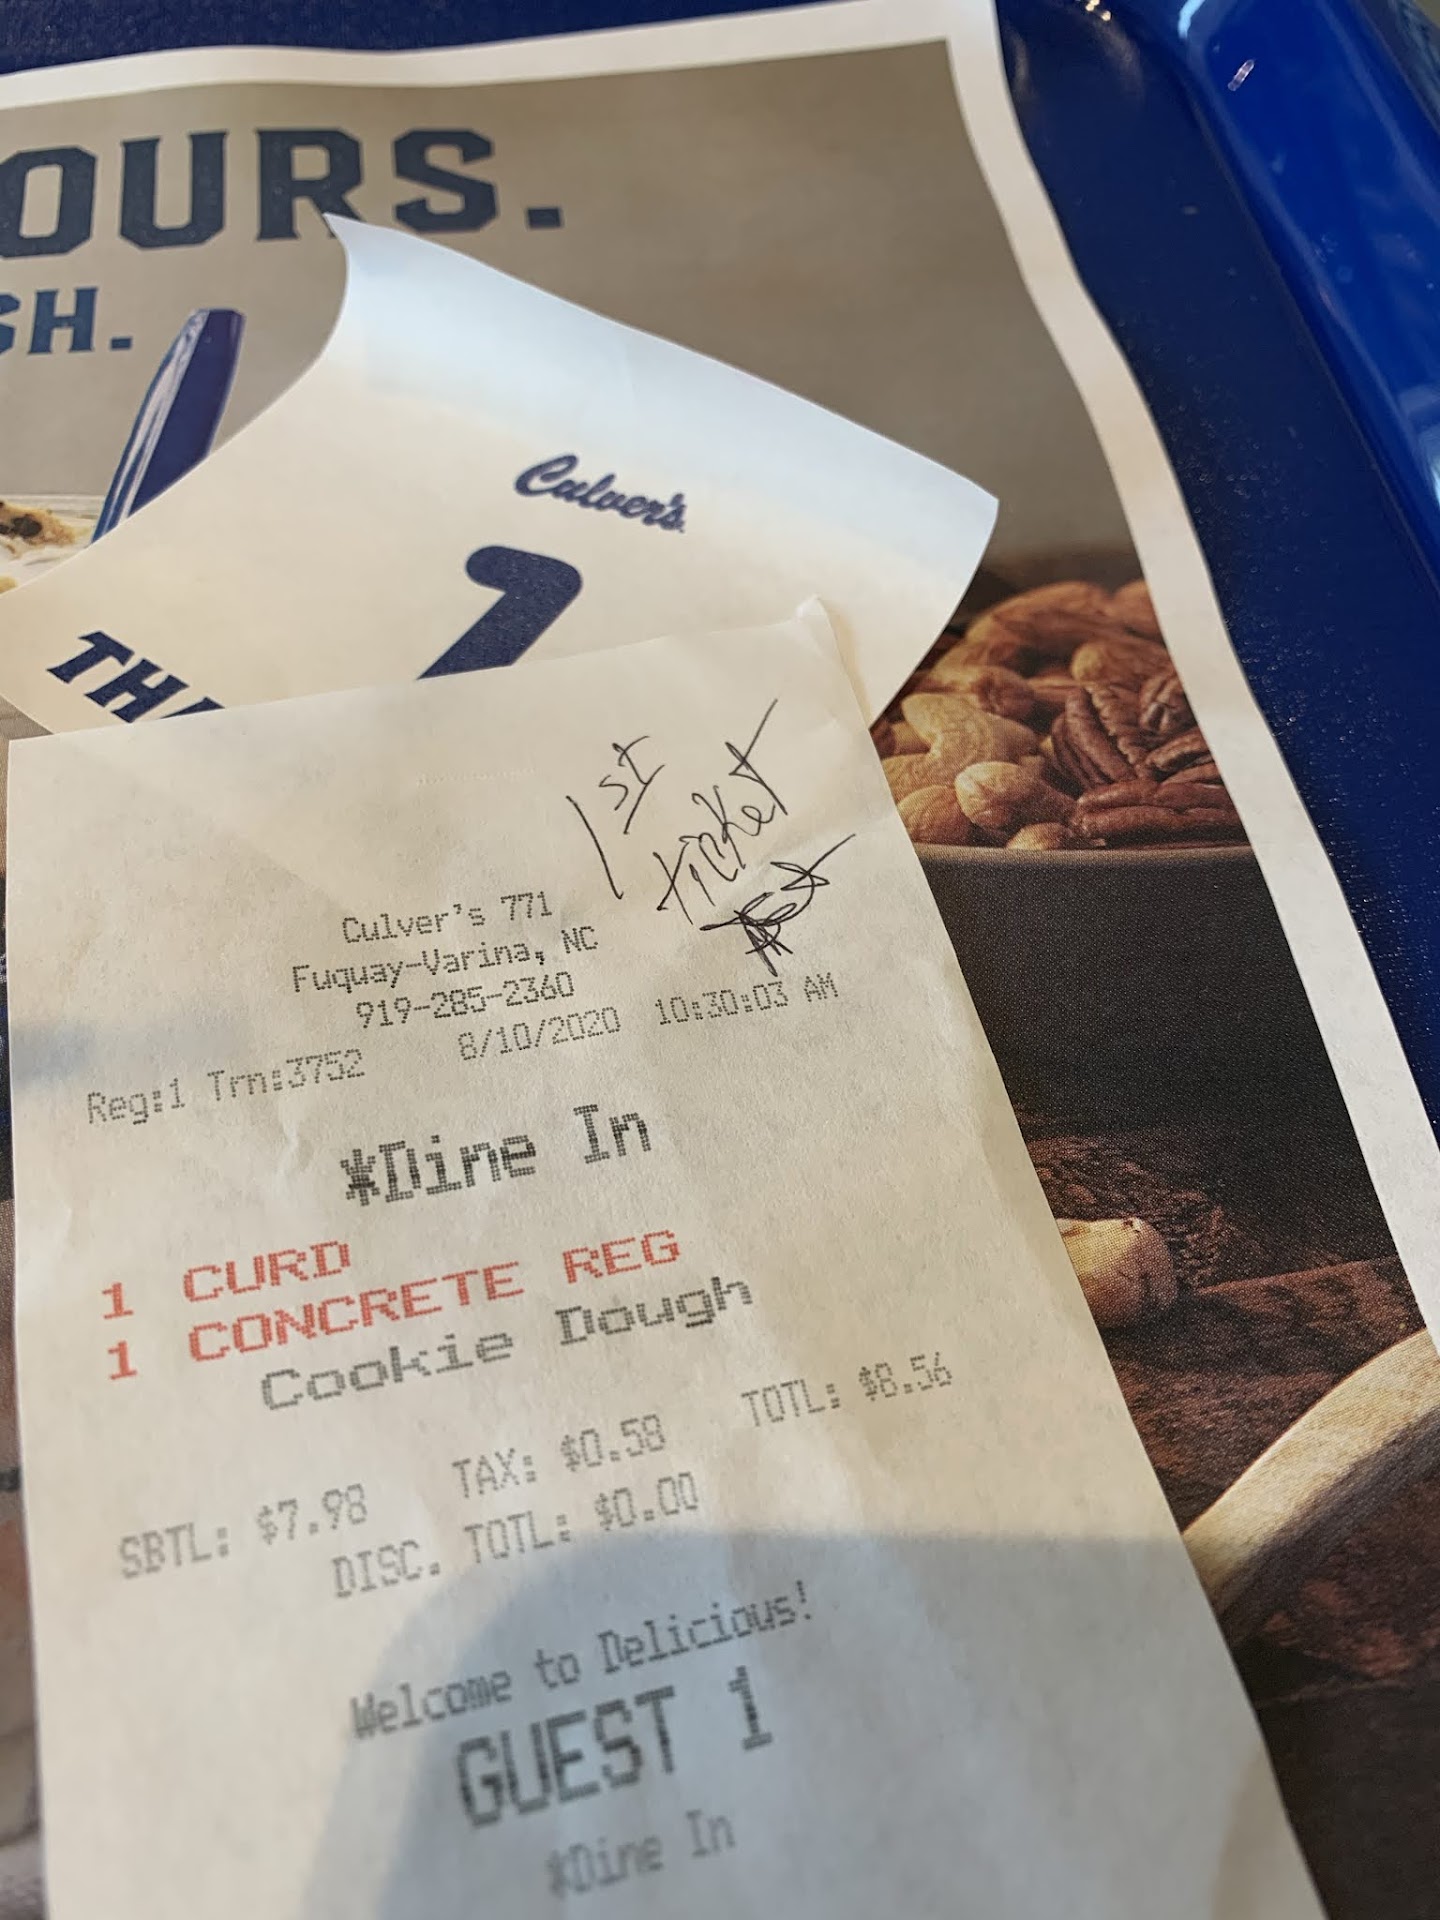 OURS.
SH.
Culver's
TH
1ST
Ticket
Culver's 771
Fuquay-Varina, NC
919-285-2360
Reg:1 Trn:3752 8/10/2020 10:30:03 AM
*Dine In
1 CURD
1 CONCRETE REG
Cookie Dough
SBTL: $7.98 TAX: $0.58 TOTL: $8.56
DISC. TOTL: $0.00
Welcome to Delicious!
GUEST 1
*Dine In